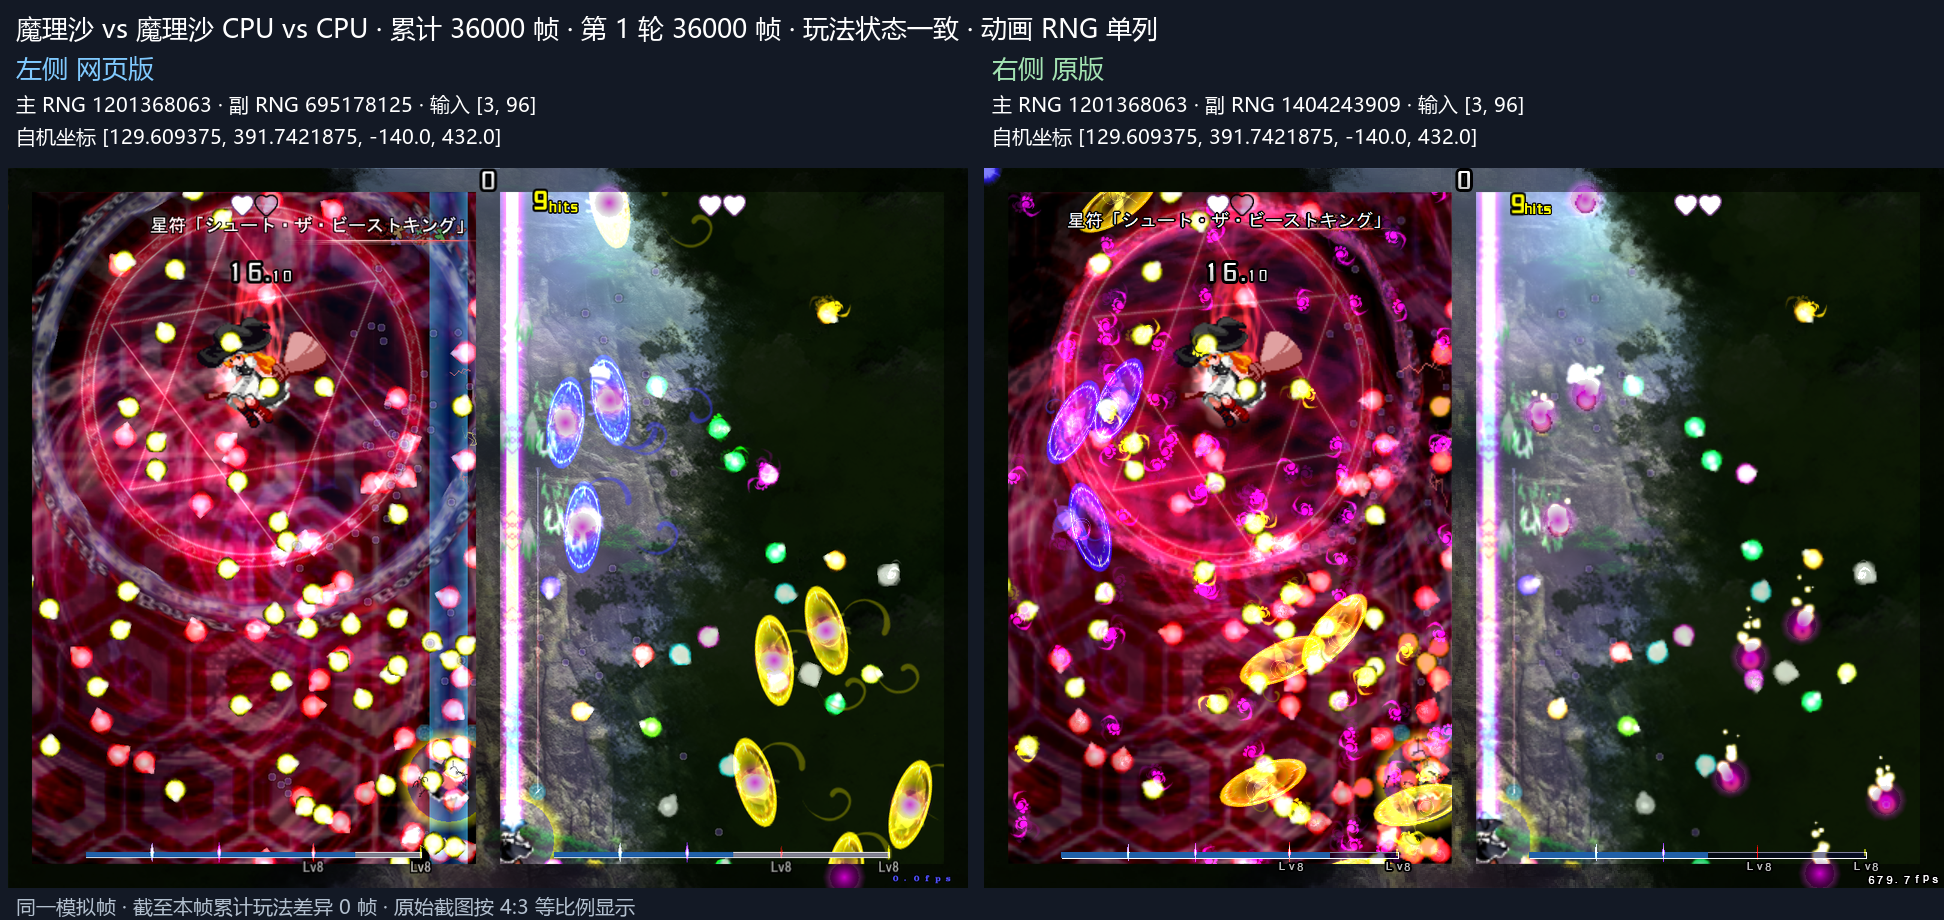 魔理沙 vs 魔理沙 CPU vs CPU · 累计 36000 帧 · 第 1 轮 36000 帧 · 玩法状态一致 · 动画 RNG 单列
左侧 网页版
主 RNG 1201368063 · 副 RNG 695178125 · 输入 [3, 96]
自机坐标 [129.609375, 391.7421875, -140.0, 432.0]
右侧 原版
主 RNG 1201368063 · 副 RNG 1404243909 · 输入 [3, 96]
自机坐标 [129.609375, 391.7421875, -140.0, 432.0]
0
9hits
星符「シュート・ザ・ビーストキング」
16.10
Lv8
Lv8
Lv8
Lv8
0.0fps
0
9hits
星符「シュート・ザ・ビーストキング」
16.10
Lv8
Lv8
Lv8
Lv8
679.7fps
同一模拟帧 · 截至本帧累计玩法差异 0 帧 · 原始截图按 4:3 等比例显示